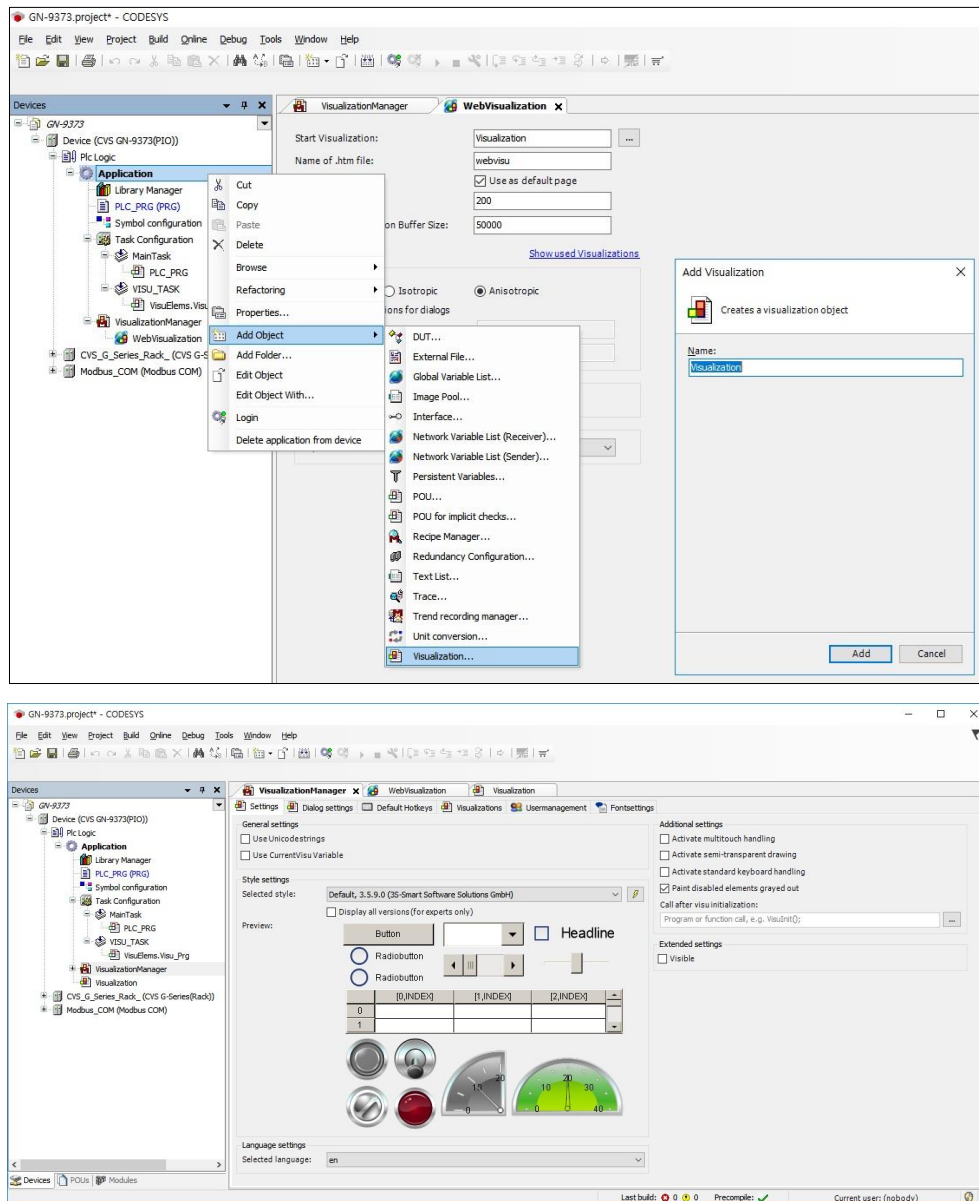 GN-9373.project* - CODESYS
File Edit View Project Build Online Debug Tools Window Help
Devices
GN-9373
Device (CVS GN-9373(PIO))
Plc Logic
Application
Library Manager
PLC_PRG (PRG)
Symbol configuration
Task Configuration
MainTask
PLC_PRG
VISU_TASK
VisuElems.Visu
VisualizationManager
WebVisualization
CVS_G_Series_Rack_ (CVS G-S
Modbus_COM (Modbus COM)
Cut
Copy
Paste
Delete
Browse
Refactoring
Properties...
Add Object
Add Folder...
Edit Object
Edit Object With...
Login
Delete application from device
DUT...
External File...
Global Variable List...
Image Pool...
Interface...
Network Variable List (Receiver)...
Network Variable List (Sender)...
Persistent Variables...
POU...
POU for implicit checks...
Recipe Manager...
Redundancy Configuration...
Text List...
Trace...
Trend recording manager...
Unit conversion...
Visualization...
VisualizationManager WebVisualization
Start Visualization: Visualization ...
Name of .htm file: webvisu
Use as default page
200
on Buffer Size: 50000
Show used Visualizations
Isotropic Anisotropic
ions for dialogs
Add Visualization
Creates a visualization object
Name:
Visualization
Add Cancel
GN-9373.project* - CODESYS
File Edit View Project Build Online Debug Tools Window Help
Devices
GN-9373
Device (CVS GN-9373(PIO))
Plc Logic
Application
Library Manager
PLC_PRG (PRG)
Symbol configuration
Task Configuration
MainTask
PLC_PRG
VISU_TASK
VisuElems.Visu_Prg
VisualizationManager
Visualization
CVS_G_Series_Rack_ (CVS G-Series(Rack))
Modbus_COM (Modbus COM)
Devices POUs Modules
VisualizationManager WebVisualization Visualization
Settings Dialog settings Default Hotkeys Visualizations Usermanagement Fontsettings
General settings
Use Unicodestrings
Use CurrentVisu Variable
Style settings
Selected style: Default, 3.5.9.0 (3S-Smart Software Solutions GmbH)
Display all versions (for experts only)
Preview:
Button Headline
Radiobutton
Radiobutton
[0,INDEX] [1,INDEX] [2,INDEX]
0
1
0 10 20
0 10 20 30 40
Language settings
Selected language: en
Additional settings
Activate multitouch handling
Activate semi-transparent drawing
Activate standard keyboard handling
Paint disabled elements grayed out
Call after visu initialization:
Program or function call, e.g. VisuInit(); ...
Extended settings
Visible
Last build: 0 0 Precompile: Current user: (nobody)